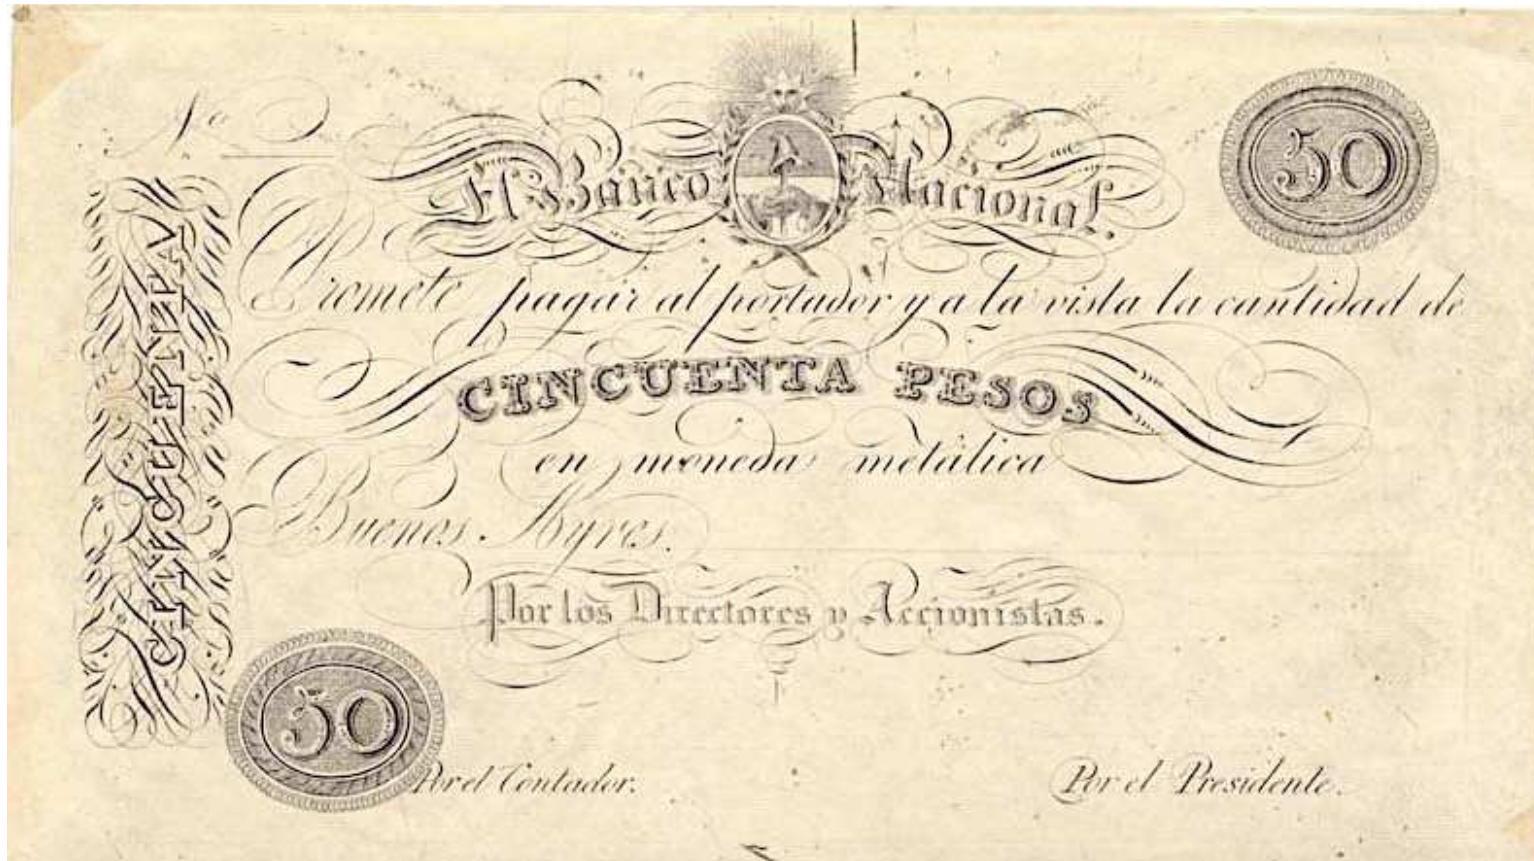 Nº
El Banco Nacional.
50
Promete pagar al portador y a la vista la cantidad de
CINCUENTA PESOS
en moneda metálica
Buenos Ayres.
Por los Directores y Accionistas.
CINCUENTA
50
Por el Contador.
Por el Presidente.